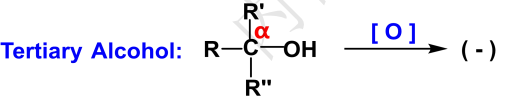 R'
α
[ O ]
Tertiary Alcohol: R—C—OH ( - )
R"